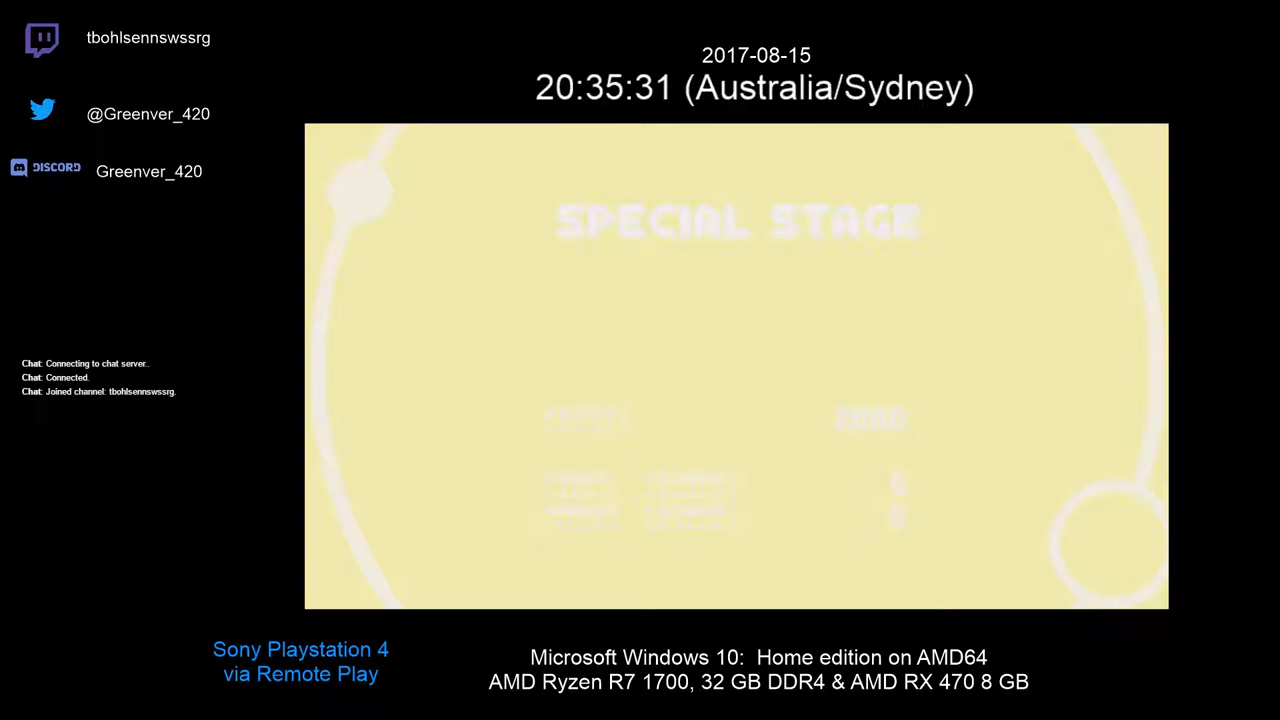 tbohlsennswssrg
@Greenver_420
DISCORD
Greenver_420
2017-08-15
20:35:31 (Australia/Sydney)
SPECIAL STAGE
Chat: Connecting to chat server..
Chat: Connected.
Chat: Joined channel: tbohlsennswssrg.
Sony Playstation 4
via Remote Play
Microsoft Windows 10: Home edition on AMD64
AMD Ryzen R7 1700, 32 GB DDR4 & AMD RX 470 8 GB